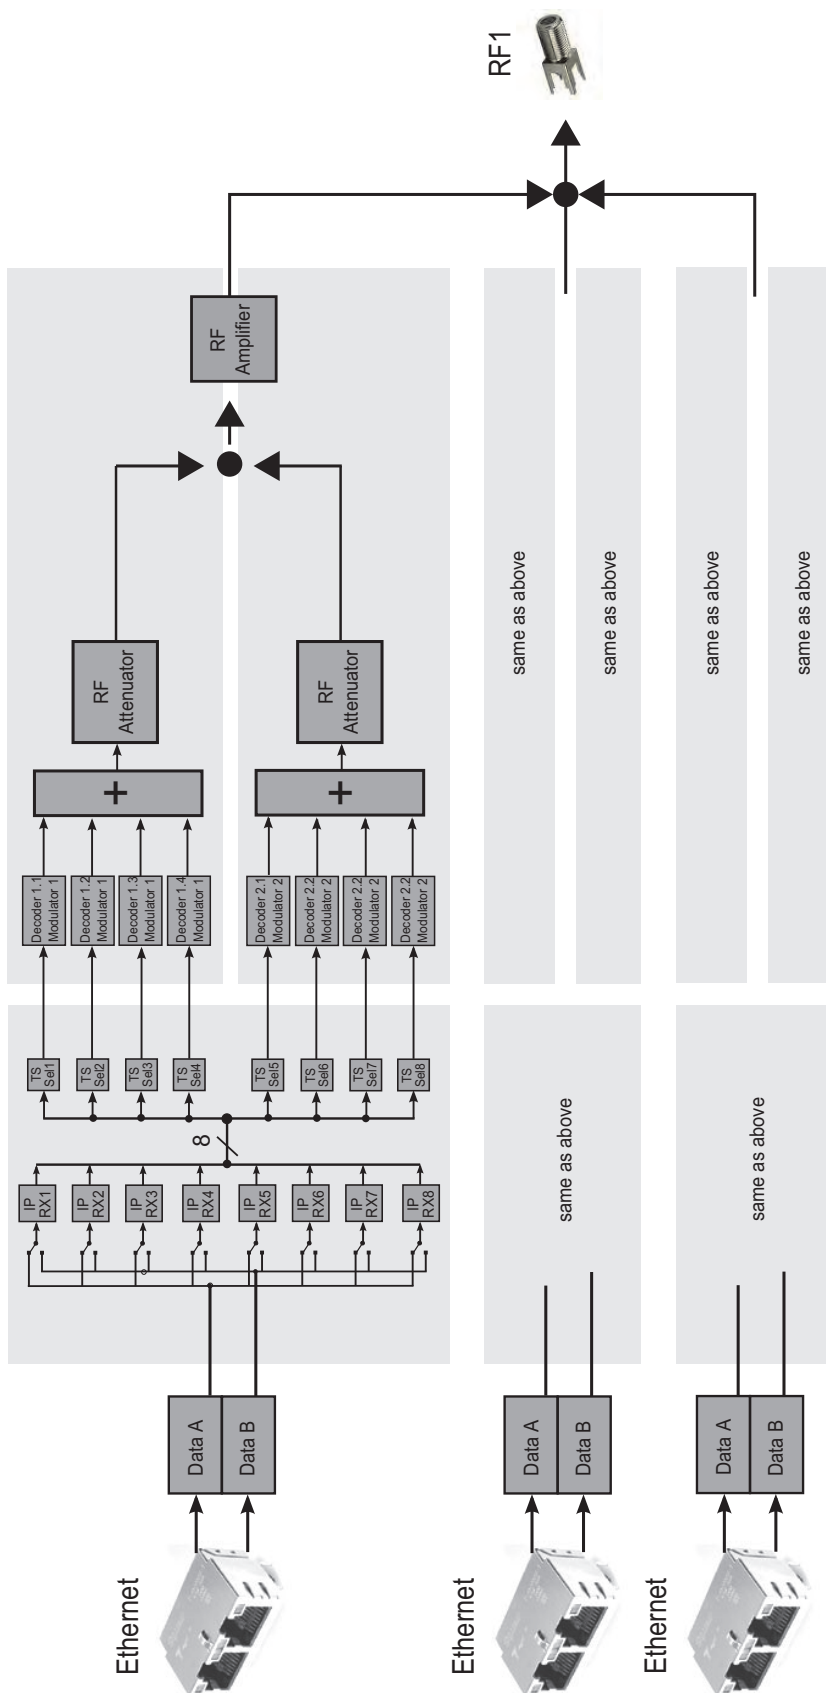 Ethernet
Data A
Data B
IP
RX1
IP
RX2
IP
RX3
IP
RX4
IP
RX5
IP
RX6
IP
RX7
IP
RX8
8
TS
Sel1
TS
Sel2
TS
Sel3
TS
Sel4
TS
Sel5
TS
Sel6
TS
Sel7
TS
Sel8
Decoder 1.1
Modulator 1
Decoder 1.2
Modulator 1
Decoder 1.3
Modulator 1
Decoder 1.4
Modulator 1
Decoder 2.1
Modulator 2
Decoder 2.2
Modulator 2
Decoder 2.2
Modulator 2
Decoder 2.2
Modulator 2
+
+
RF
Attenuator
RF
Attenuator
RF
Amplifier
RF1
Ethernet
Data A
Data B
same as above
same as above
same as above
Ethernet
Data A
Data B
same as above
same as above
same as above